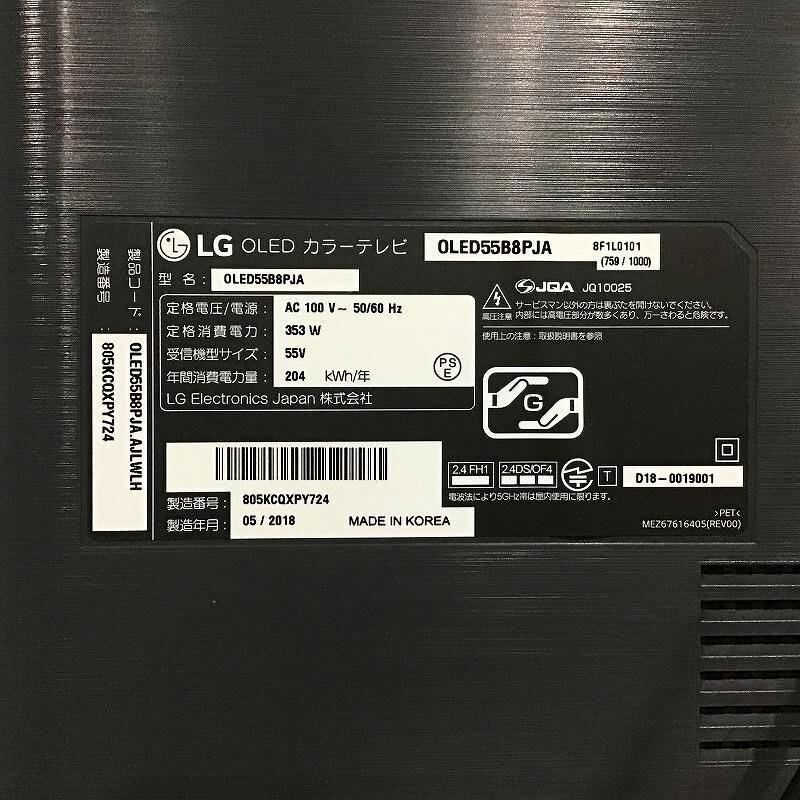 LG OLED カラーテレビ OLED55B8PJA 8F1L0101
(759 / 1000)
型 名 : OLED55B8PJA
定格電圧/電源 : AC 100 V~ 50/60 Hz
定格消費電力 : 353 W
受信機型サイズ : 55V
年間消費電力量 : 204 kWh/年
PS
E
LG Electronics Japan 株式会社
JQA JQ10025
高圧注意
サービスマン以外の方は裏ぶたを開けないでください。
内部には高電圧部分が数多くあり、万一さわると危険です。
使用上の注意 : 取扱説明書を参照
G
製品コード : OLED55B8PJA.AJLWLH
製造番号 : 805KCQXPY724
製造番号 : 805KCQXPY724
製造年月 : 05 / 2018 MADE IN KOREA
2.4 FH1 2.4DS/OF4 T D18-0019001
電波法により5GHz帯は屋内使用に限ります。
>PET<
MEZ67616405(REV00)